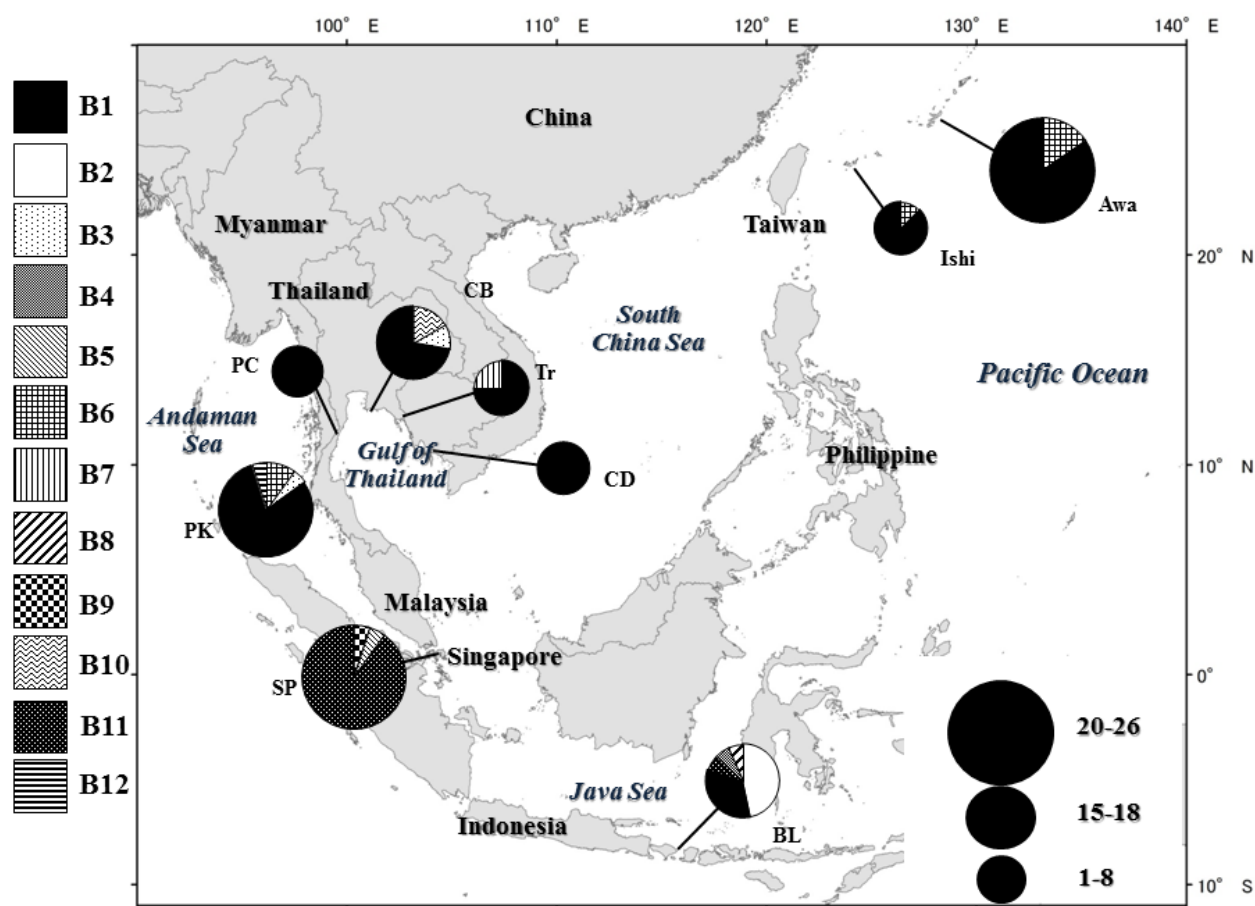 100° E
110° E
120° E
130° E
140° E
B1
B2
B3
B4
B5
B6
B7
B8
B9
B10
B11
B12
China
Awa
Myanmar
Taiwan
Ishi
20° N
Thailand
CB
South
China Sea
PC
Tr
Pacific Ocean
Andaman
Sea
Gulf of
Thailand
Philippine
10° N
CD
PK
Malaysia
Singapore
SP
0°
20-26
Java Sea
15-18
Indonesia
BL
1-8
10° S